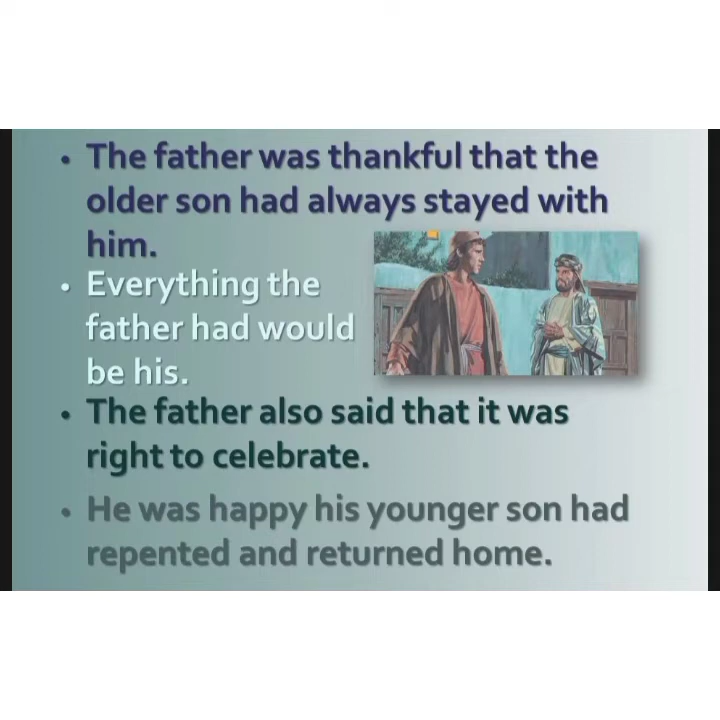 • The father was thankful that the
older son had always stayed with
him.
• Everything the
father had would
be his.
• The father also said that it was
right to celebrate.
• He was happy his younger son had
repented and returned home.